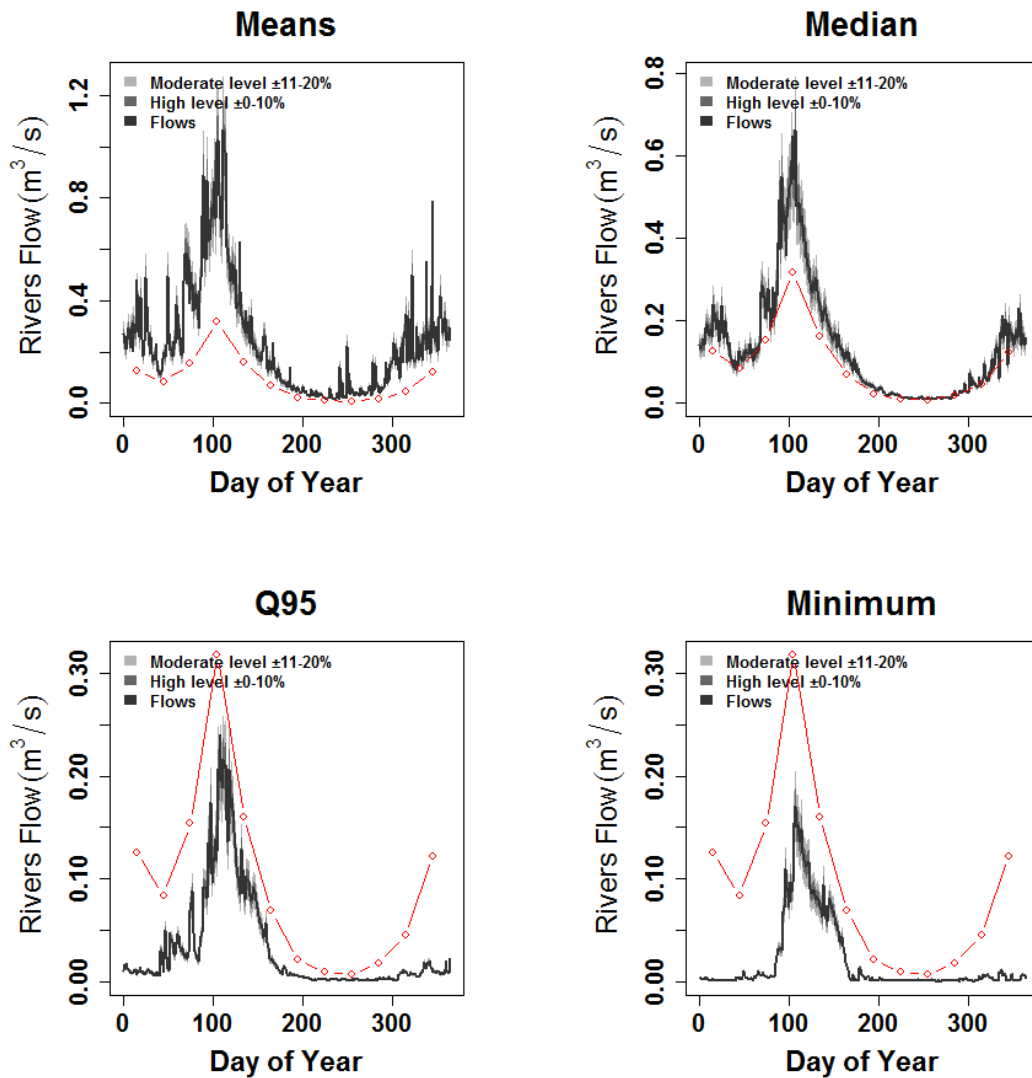 Means
Moderate level ±11-20%
High level ±0-10%
Flows
Rivers Flow (m³/s)
1.2
0.8
0.4
0.0
0 100 200 300
Day of Year
Median
Moderate level ±11-20%
High level ±0-10%
Flows
Rivers Flow (m³/s)
0.8
0.6
0.4
0.2
0.0
0 100 200 300
Day of Year
Q95
Moderate level ±11-20%
High level ±0-10%
Flows
Rivers Flow (m³/s)
0.30
0.20
0.10
0.00
0 100 200 300
Day of Year
Minimum
Moderate level ±11-20%
High level ±0-10%
Flows
Rivers Flow (m³/s)
0.30
0.20
0.10
0.00
0 100 200 300
Day of Year